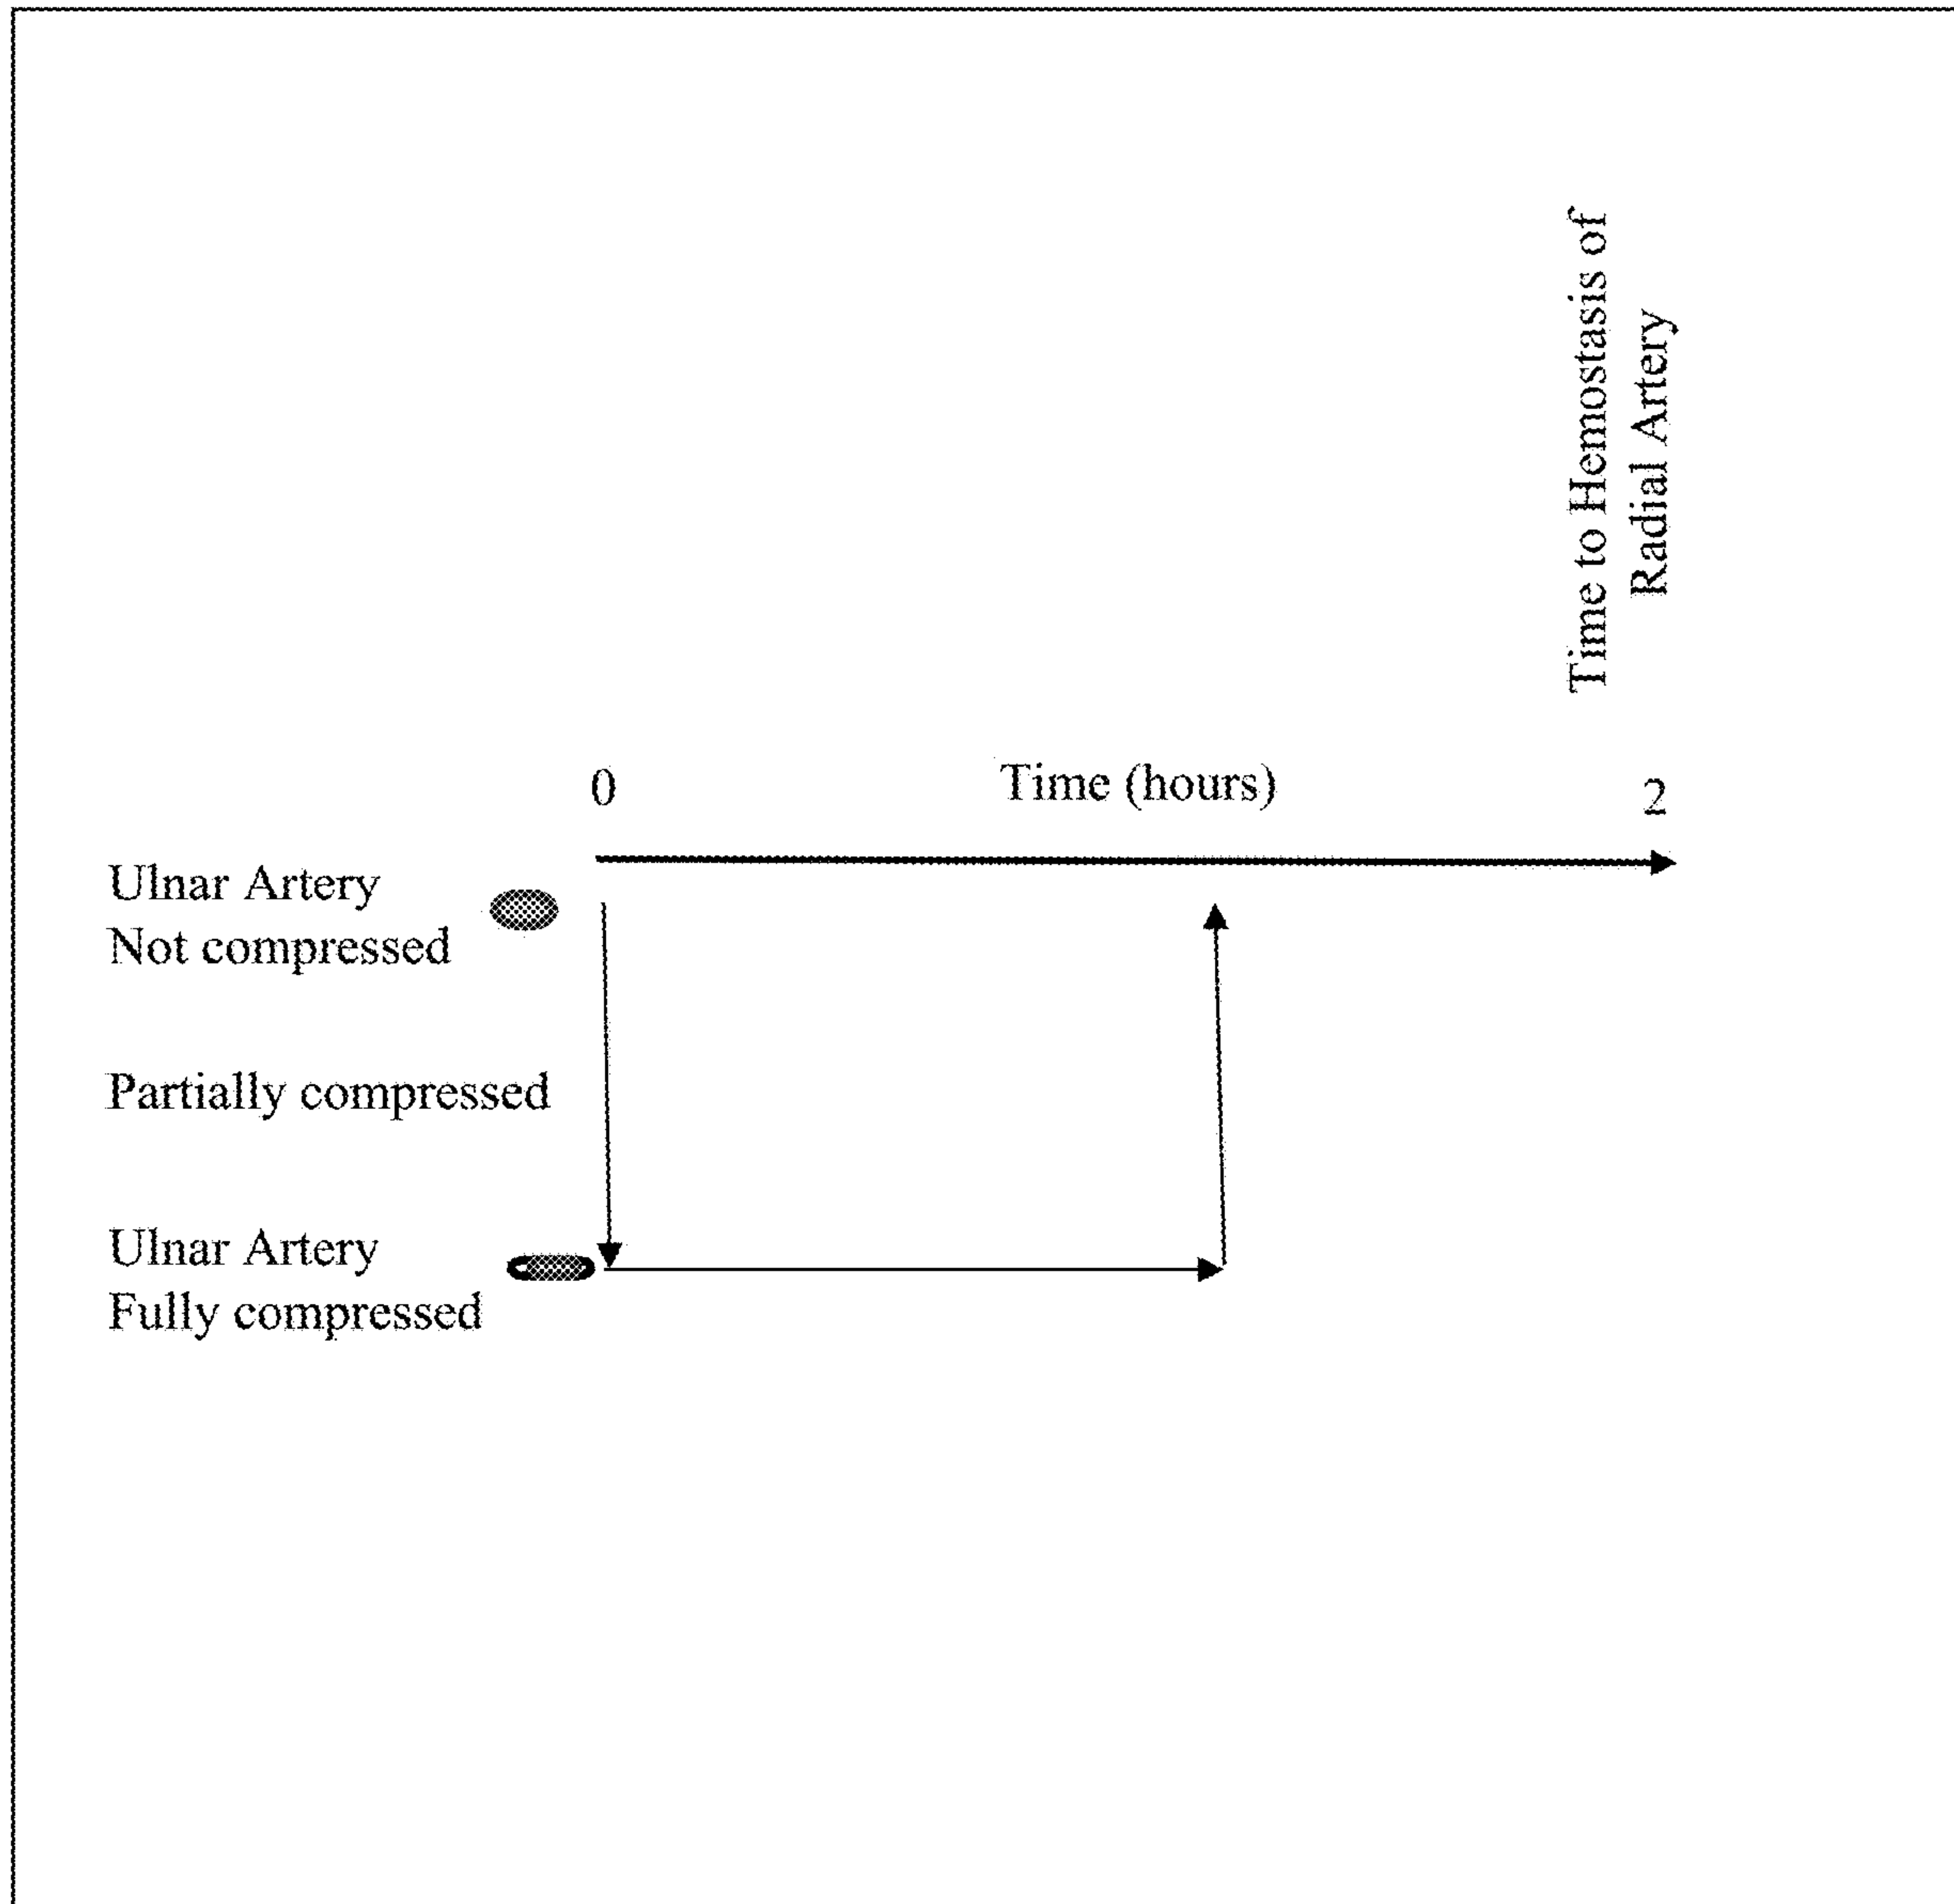 Time to Hemostasis of
Radial Artery
0
Time (hours)
2
Ulnar Artery
Not compressed
Partially compressed
Ulnar Artery
Fully compressed